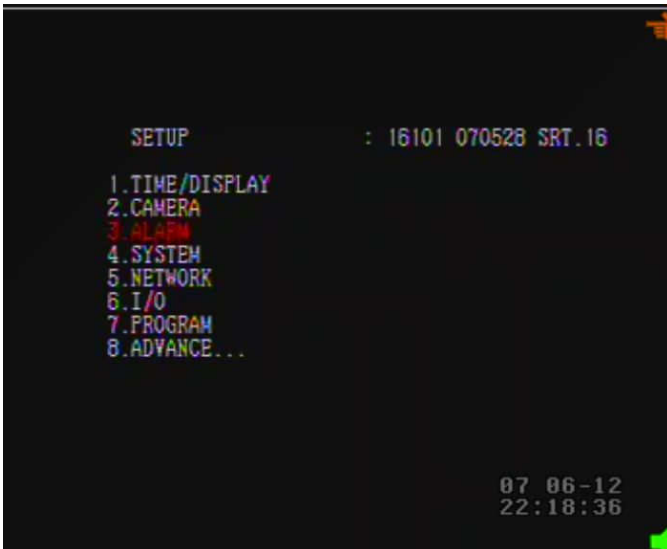 SETUP : 16101 070528 SRT.16
1.TIME/DISPLAY
2.CAMERA
3.ALARM
4.SYSTEM
5.NETWORK
6.I/O
7.PROGRAM
8.ADVANCE...
07 06-12
22:18:36